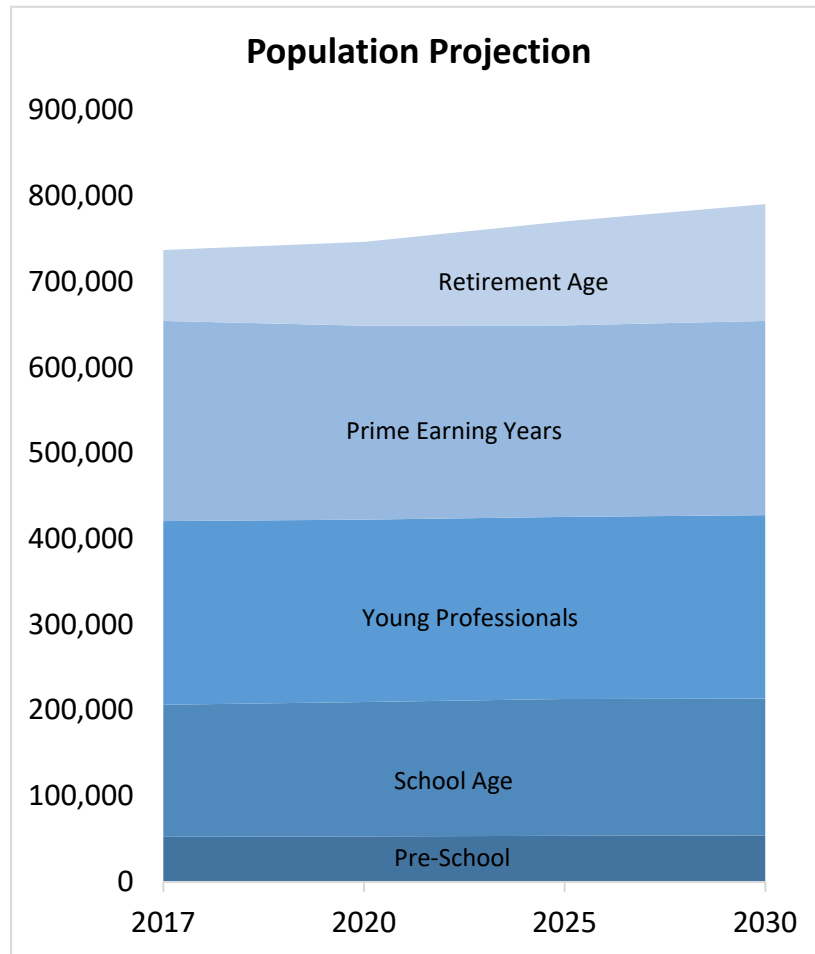 Population Projection
900,000
800,000
700,000
Retirement Age
600,000
Prime Earning Years
500,000
400,000
300,000
Young Professionals
200,000
100,000
School Age
Pre-School
0
2017 2020 2025 2030